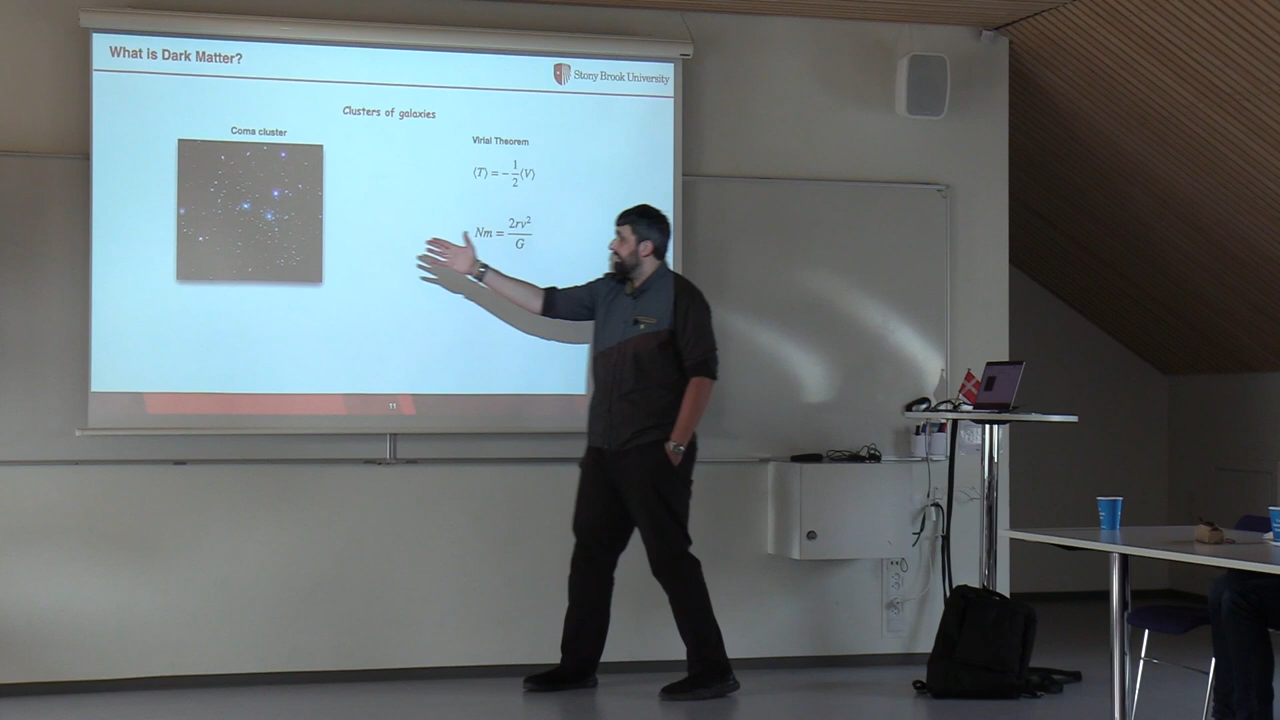 What is Dark Matter?
Stony Brook University
Clusters of galaxies
Coma cluster
Virial Theorem
⟨T⟩ = −1/2⟨V⟩
Nm = 2rv²/G
11